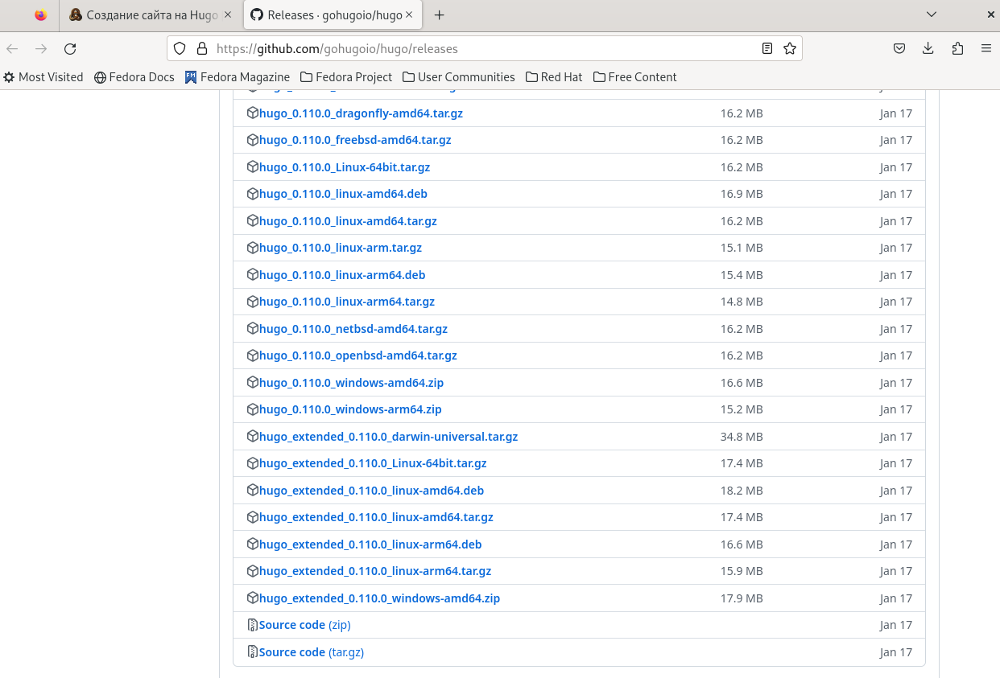 Создание сайта на Hugo
Releases · gohugoio/hugo
https://github.com/gohugoio/hugo/releases
Most Visited Fedora Docs FM Fedora Magazine Fedora Project User Communities Red Hat Free Content
hugo_0.110.0_dragonfly-amd64.tar.gz 16.2 MB Jan 17
hugo_0.110.0_freebsd-amd64.tar.gz 16.2 MB Jan 17
hugo_0.110.0_Linux-64bit.tar.gz 16.2 MB Jan 17
hugo_0.110.0_linux-amd64.deb 16.9 MB Jan 17
hugo_0.110.0_linux-amd64.tar.gz 16.2 MB Jan 17
hugo_0.110.0_linux-arm.tar.gz 15.1 MB Jan 17
hugo_0.110.0_linux-arm64.deb 15.4 MB Jan 17
hugo_0.110.0_linux-arm64.tar.gz 14.8 MB Jan 17
hugo_0.110.0_netbsd-amd64.tar.gz 16.2 MB Jan 17
hugo_0.110.0_openbsd-amd64.tar.gz 16.2 MB Jan 17
hugo_0.110.0_windows-amd64.zip 16.6 MB Jan 17
hugo_0.110.0_windows-arm64.zip 15.2 MB Jan 17
hugo_extended_0.110.0_darwin-universal.tar.gz 34.8 MB Jan 17
hugo_extended_0.110.0_Linux-64bit.tar.gz 17.4 MB Jan 17
hugo_extended_0.110.0_linux-amd64.deb 18.2 MB Jan 17
hugo_extended_0.110.0_linux-amd64.tar.gz 17.4 MB Jan 17
hugo_extended_0.110.0_linux-arm64.deb 16.6 MB Jan 17
hugo_extended_0.110.0_linux-arm64.tar.gz 15.9 MB Jan 17
hugo_extended_0.110.0_windows-amd64.zip 17.9 MB Jan 17
Source code (zip) Jan 17
Source code (tar.gz) Jan 17